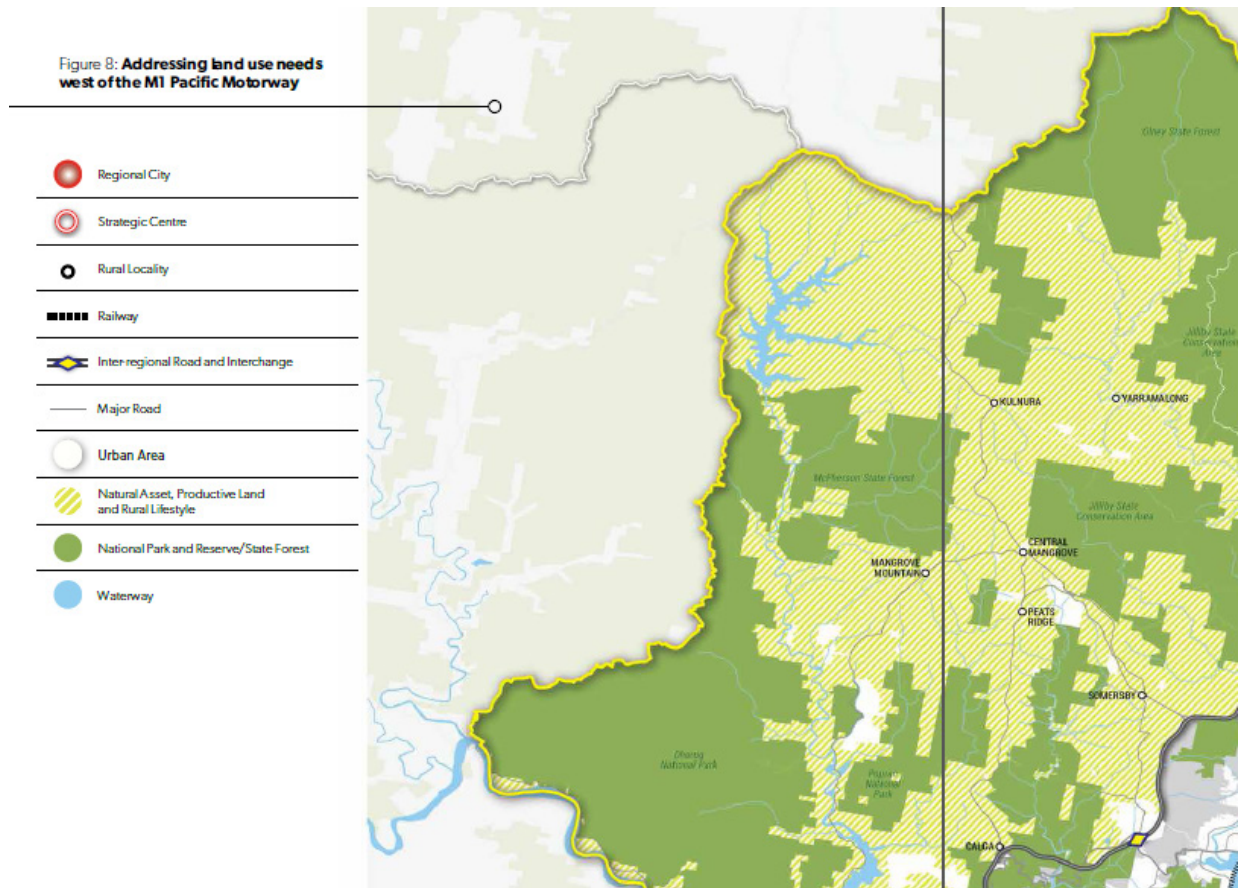 Figure 8: Addressing land use needs
west of the M1 Pacific Motorway
Regional City
Strategic Centre
Rural Locality
Railway
Inter-regional Road and Interchange
Major Road
Urban Area
Natural Asset, Productive Land
and Rural Lifestyle
National Park and Reserve/State Forest
Waterway
Olney State Forest
Jilliby State
Conservation
Area
KULNURA
YARRAMALONG
McPherson State Forest
Jilliby State
Conservation Area
CENTRAL
MANGROVE
MANGROVE
MOUNTAIN
PEATS
RIDGE
SOMERSBY
Dharug
National Park
Popran
National
Park
CALGA